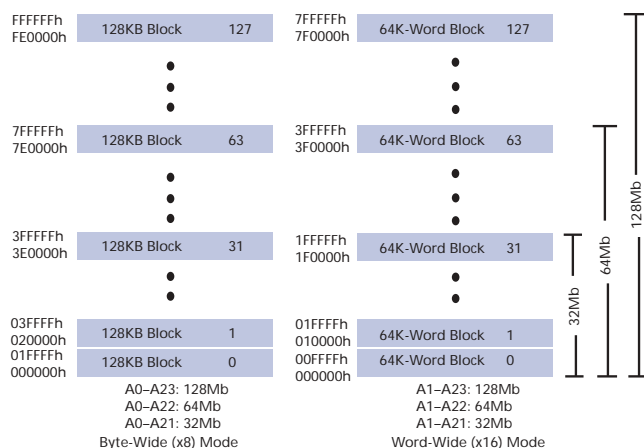 FFFFFFh
FE0000h
128KB Block 127
7FFFFFh
7E0000h
128KB Block 63
3FFFFFh
3E0000h
128KB Block 31
03FFFFh
020000h
128KB Block 1
01FFFFh
000000h
128KB Block 0
A0–A23: 128Mb
A0–A22: 64Mb
A0–A21: 32Mb
Byte-Wide (x8) Mode
7FFFFFh
7F0000h
64K-Word Block 127
3FFFFFh
3F0000h
64K-Word Block 63
1FFFFFh
1F0000h
64K-Word Block 31
01FFFFh
010000h
64K-Word Block 1
00FFFFh
000000h
64K-Word Block 0
A1–A23: 128Mb
A1–A22: 64Mb
A1–A21: 32Mb
Word-Wide (x16) Mode
32Mb
64Mb
128Mb